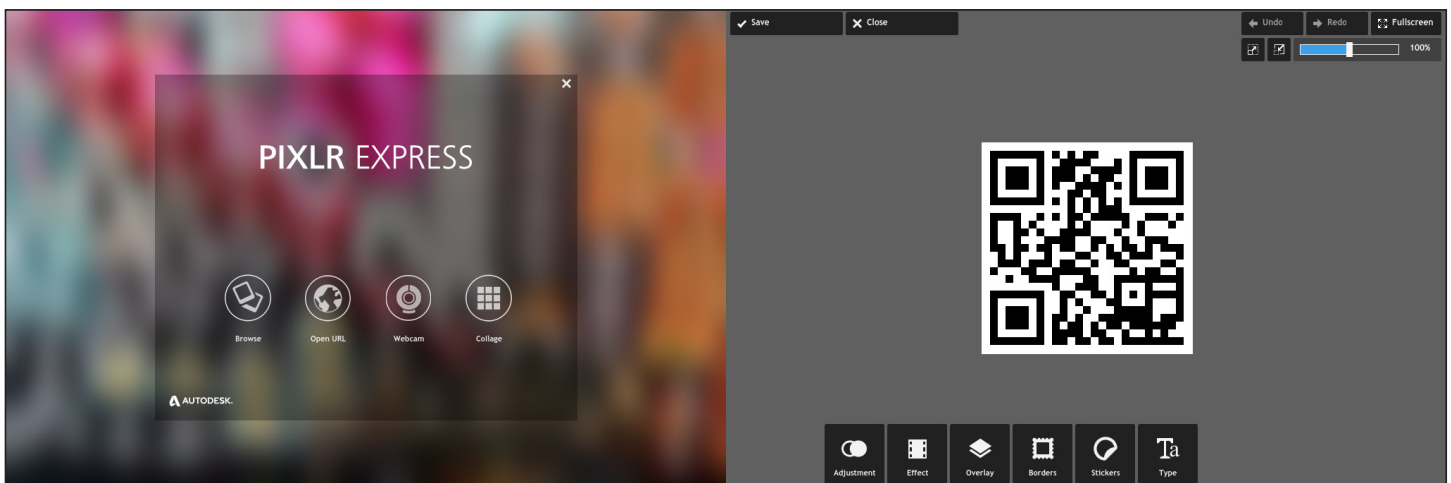 PIXLR EXPRESS
Browse
Open URL
Webcam
Collage
AUTODESK.
Save
Close
Undo
Redo
Fullscreen
100%
Adjustment
Effect
Overlay
Borders
Stickers
Ta
Type